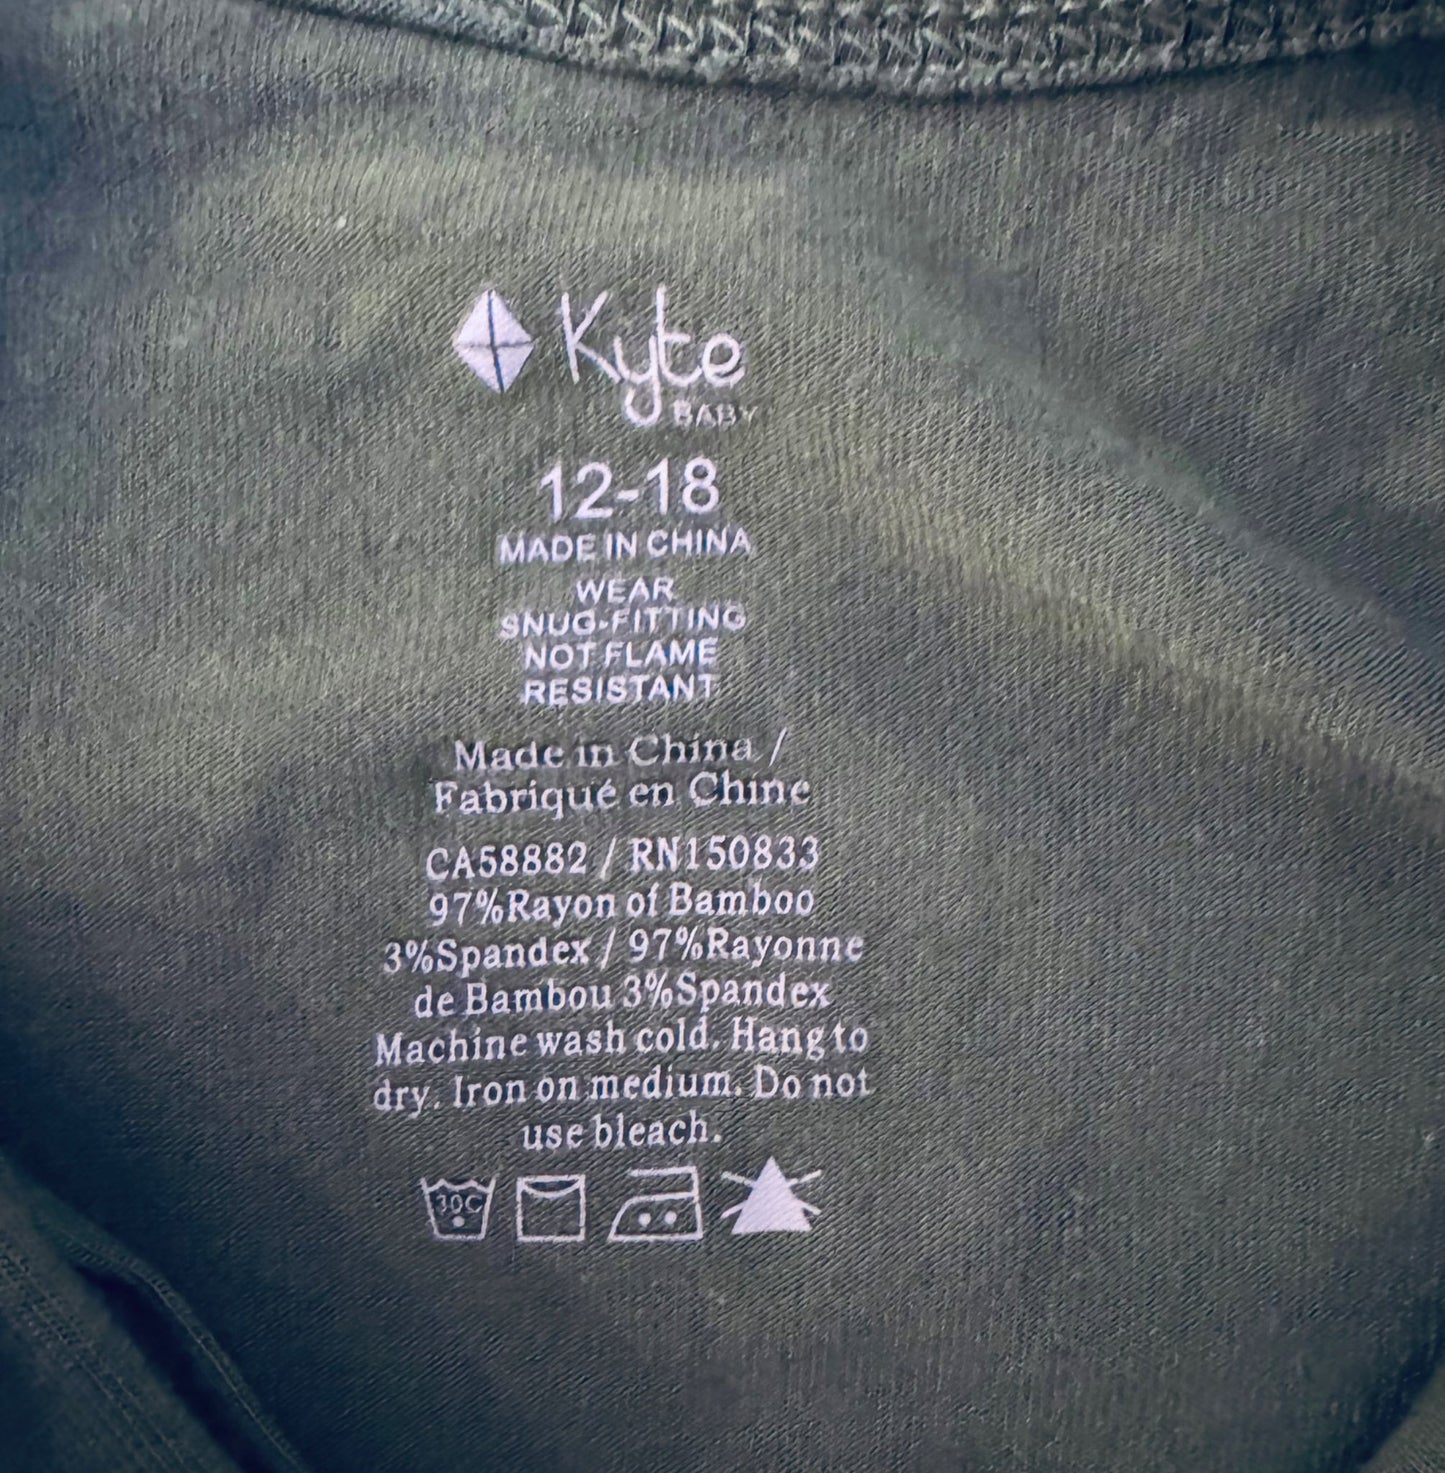 Kyte
BABY
12-18
MADE IN CHINA
WEAR
SNUG-FITTING
NOT FLAME
RESISTANT
Made in China /
Fabriqué en Chine
CA58882 / RN150833
97%Rayon of Bamboo
3%Spandex / 97%Rayonne
de Bambou 3%Spandex
Machine wash cold. Hang to
dry. Iron on medium. Do not
use bleach.
30C